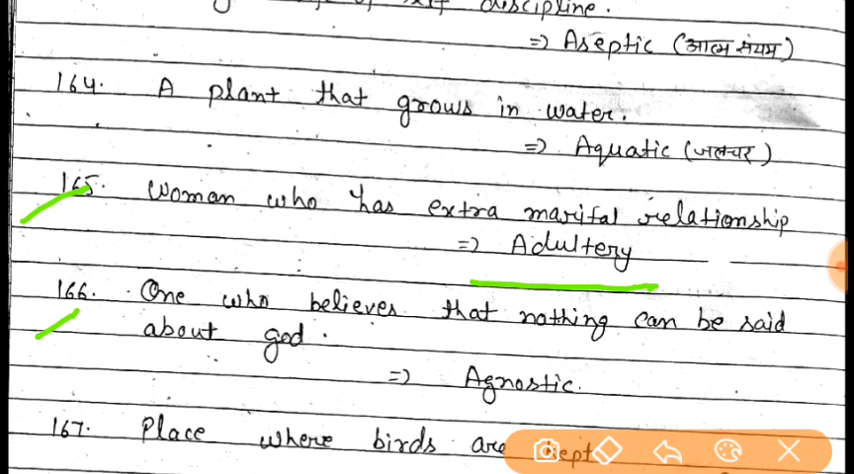 discipline.
=> Aseptic (आत्म संयम)
164. A plant that grows in water.
=> Aquatic (जलचर)
165. Woman who has extra marital relationship
=> Adultery
166. One who believes that nothing can be said
about god.
=> Agnostic.
167. Place where birds are kept